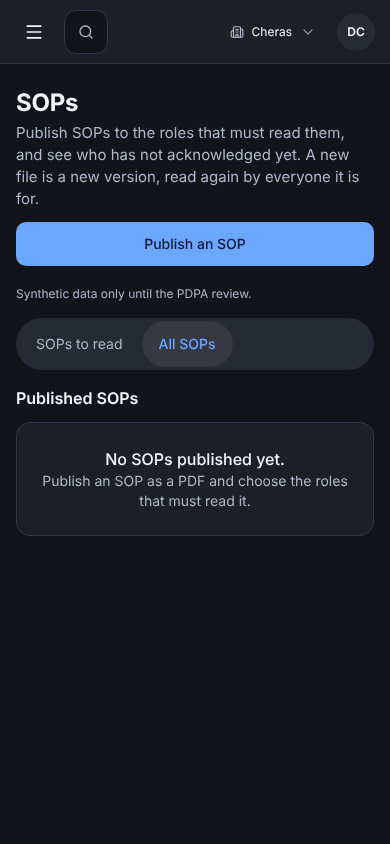 Cheras
DC
SOPs
Publish SOPs to the roles that must read them,
and see who has not acknowledged yet. A new
file is a new version, read again by everyone it is
for.
Publish an SOP
Synthetic data only until the PDPA review.
SOPs to read
All SOPs
Published SOPs
No SOPs published yet.
Publish an SOP as a PDF and choose the roles
that must read it.